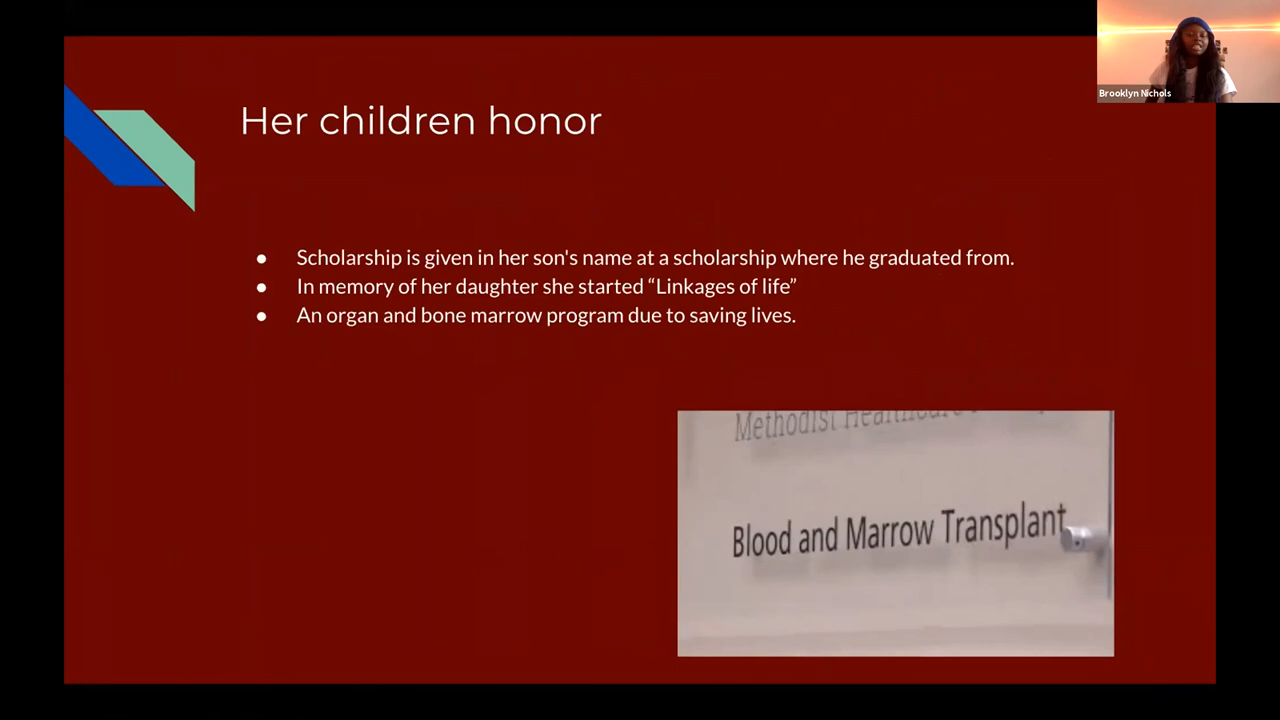 Brooklyn Nichols
Her children honor
● Scholarship is given in her son's name at a scholarship where he graduated from.
● In memory of her daughter she started “Linkages of life”
● An organ and bone marrow program due to saving lives.
Methodist Healthcare
Blood and Marrow Transplant